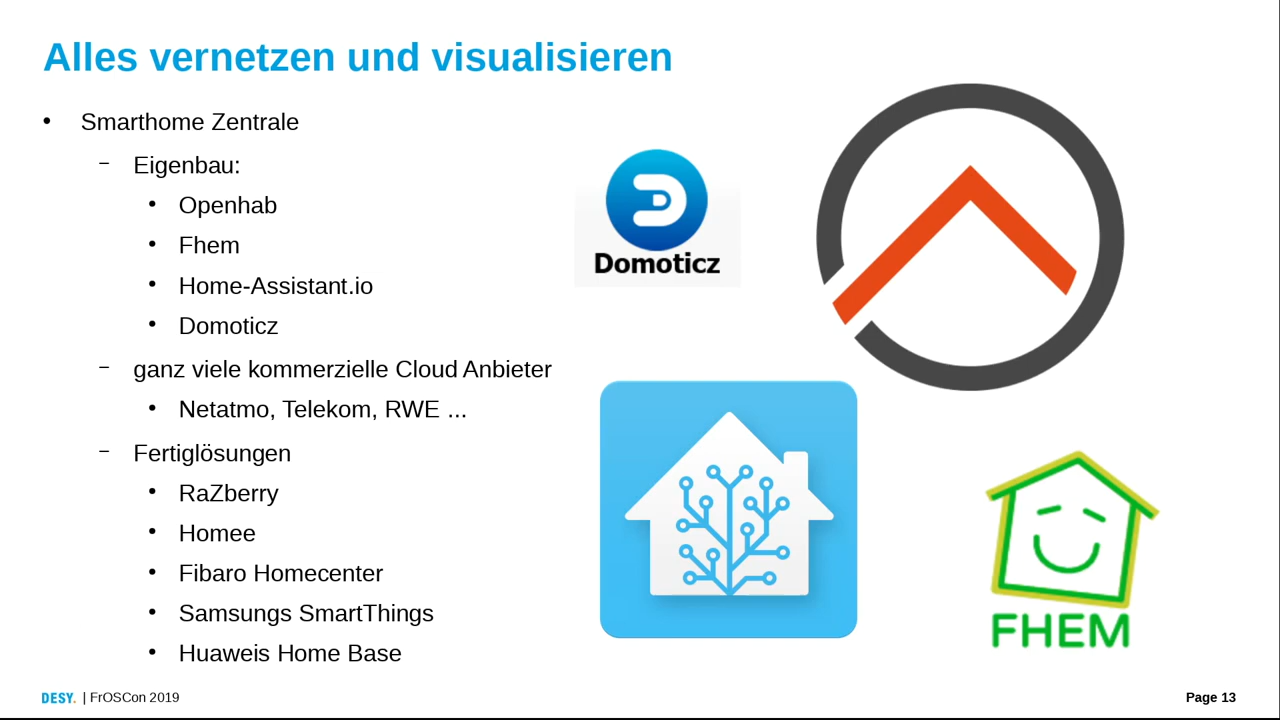 Alles vernetzen und visualisieren
• Smarthome Zentrale
– Eigenbau:
• Openhab
• Fhem
• Home-Assistant.io
• Domoticz
– ganz viele kommerzielle Cloud Anbieter
• Netatmo, Telekom, RWE ...
– Fertiglösungen
• RaZberry
• Homee
• Fibaro Homecenter
• Samsungs SmartThings
• Huaweis Home Base
Domoticz
FHEM
DESY. | FrOSCon 2019
Page 13